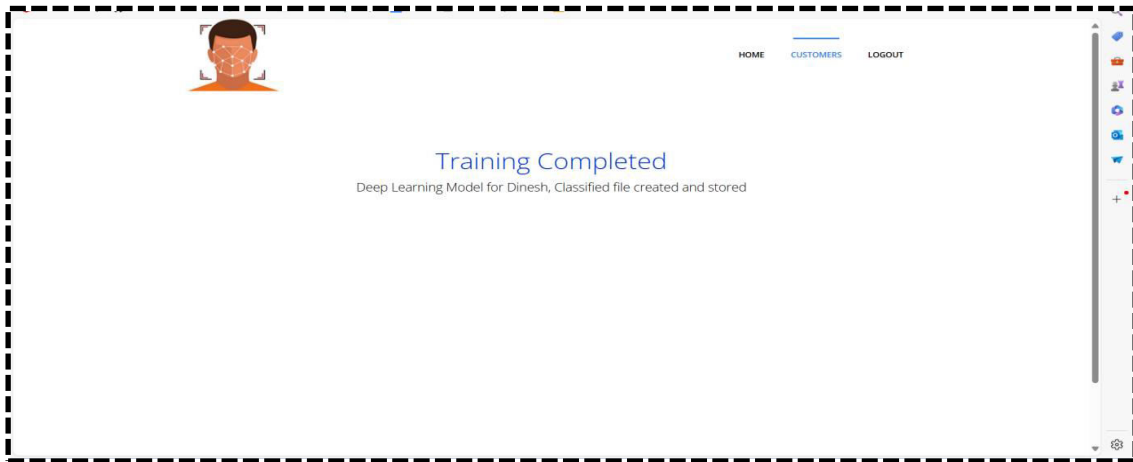 HOME CUSTOMERS LOGOUT
Training Completed
Deep Learning Model for Dinesh, Classified file created and stored